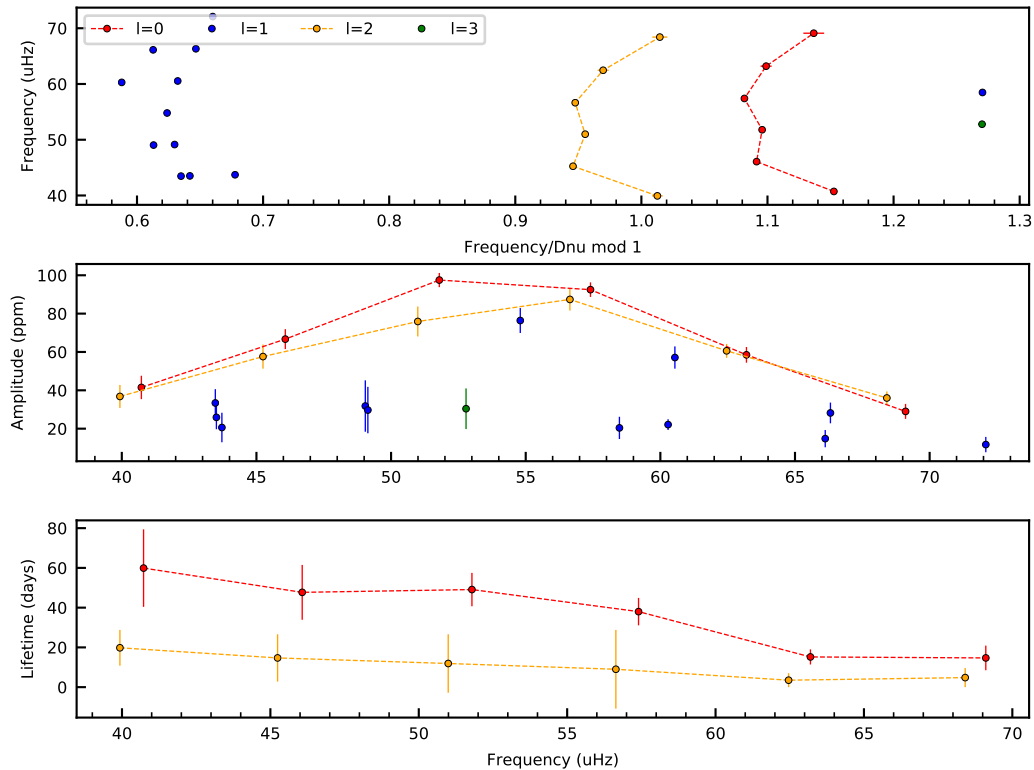 l=0 l=1 l=2 l=3
Frequency (uHz)
70
60
50
40
0.6 0.7 0.8 0.9 1.0 1.1 1.2 1.3
Frequency/Dnu mod 1
Amplitude (ppm)
100
80
60
40
20
40 45 50 55 60 65 70
Lifetime (days)
80
60
40
20
0
40 45 50 55 60 65 70
Frequency (uHz)